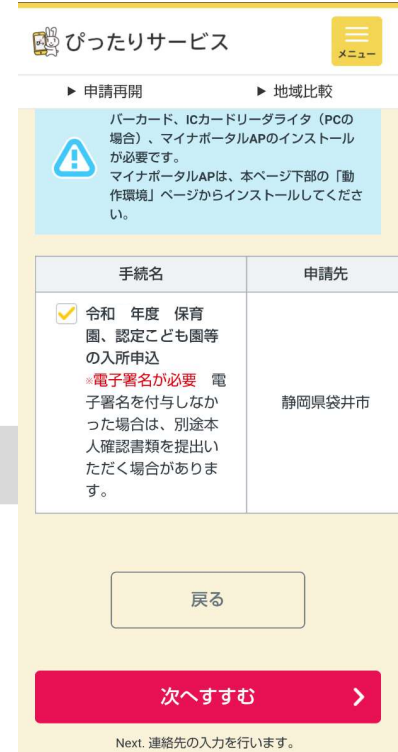 ぴったりサービス
メニュー
▶ 申請再開
▶ 地域比較
バーカード、ICカードリーダライタ（PCの
場合）、マイナポータルAPのインストール
が必要です。
マイナポータルAPは、本ページ下部の「動
作環境」ページからインストールしてくださ
い。
手続名
申請先
令和　年度　保育
園、認定こども園等
の入所申込
※電子署名が必要　電
子署名を付与しなか
った場合は、別途本
人確認書類を提出い
ただく場合がありま
す。
静岡県袋井市
戻る
次へすすむ
Next. 連絡先の入力を行います。